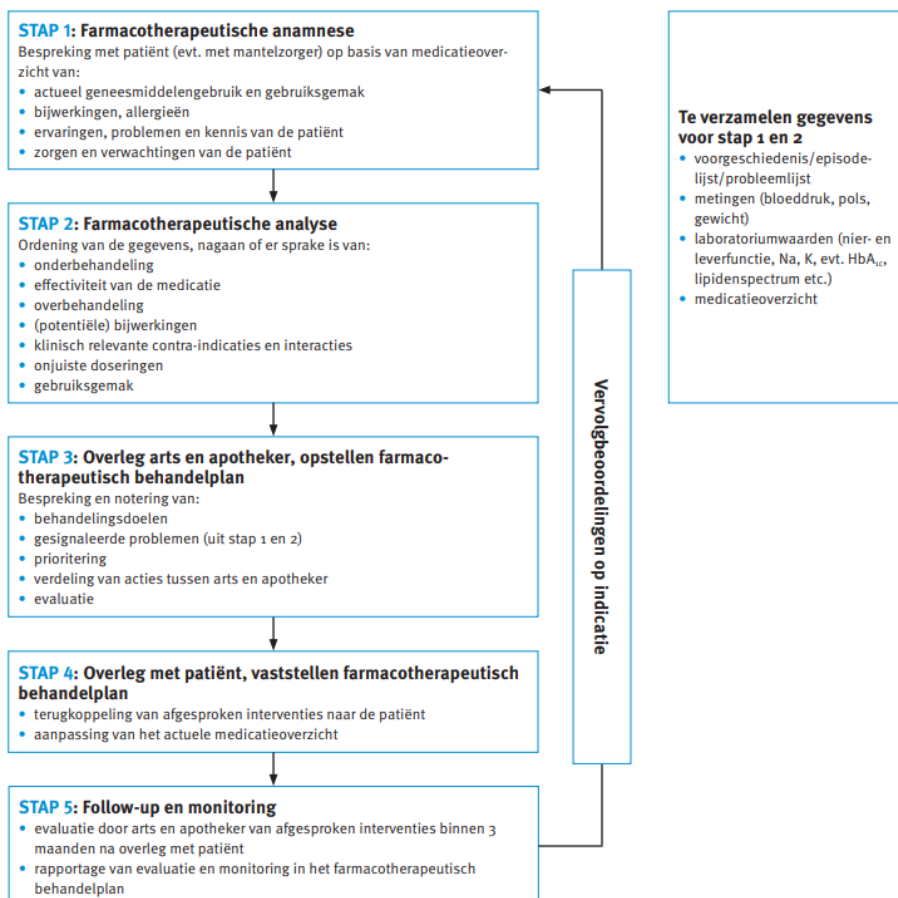 STAP 1: Farmacotherapeutische anamnese
Bespreking met patiënt (evt. met mantelzorger) op basis van medicatieover-
zicht van:
• actueel geneesmiddelengebruik en gebruiksgemak
• bijwerkingen, allergieën
• ervaringen, problemen en kennis van de patiënt
• zorgen en verwachtingen van de patiënt
STAP 2: Farmacotherapeutische analyse
Ordening van de gegevens, nagaan of er sprake is van:
• onderbehandeling
• effectiviteit van de medicatie
• overbehandeling
• (potentiële) bijwerkingen
• klinisch relevante contra-indicaties en interacties
• onjuiste doseringen
• gebruiksgemak
STAP 3: Overleg arts en apotheker, opstellen farmaco-
therapeutisch behandelplan
Bespreking en notering van:
• behandelingsdoelen
• gesignaleerde problemen (uit stap 1 en 2)
• prioritering
• verdeling van acties tussen arts en apotheker
• evaluatie
STAP 4: Overleg met patiënt, vaststellen farmacotherapeutisch
behandelplan
• terugkoppeling van afgesproken interventies naar de patiënt
• aanpassing van het actuele medicatieoverzicht
STAP 5: Follow-up en monitoring
• evaluatie door arts en apotheker van afgesproken interventies binnen 3
maanden na overleg met patiënt
• rapportage van evaluatie en monitoring in het farmacotherapeutisch
behandelplan
Vervolgbeoordelingen op indicatie
Te verzamelen gegevens
voor stap 1 en 2
• voorgeschiedenis/episode-
lijst/probleemlijst
• metingen (bloeddruk, pols,
gewicht)
• laboratoriumwaarden (nier- en
leverfunctie, Na, K, evt. HbA1c,
lipidenspectrum etc.)
• medicatieoverzicht